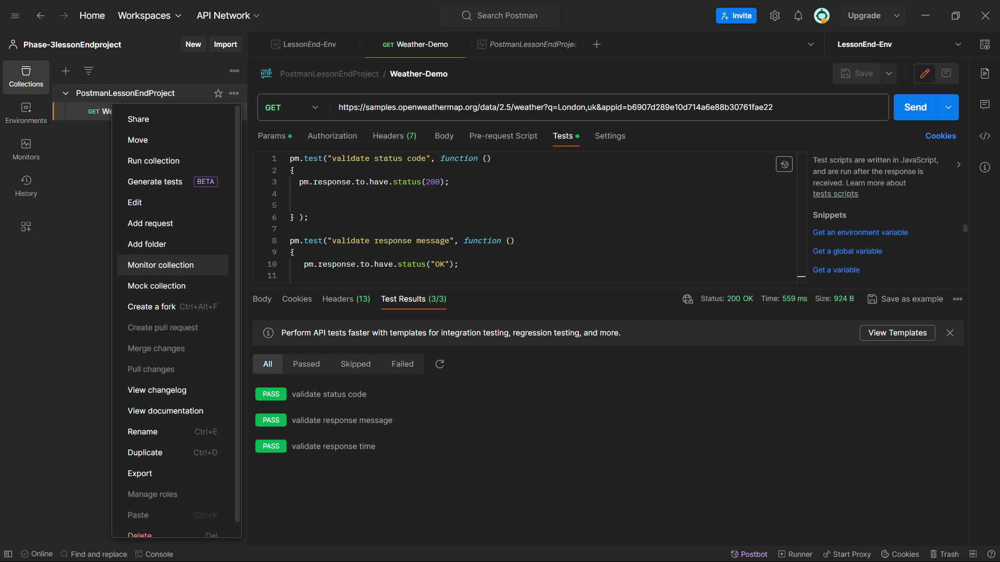 Home
Workspaces
API Network
Search Postman
Invite
Upgrade
Phase-3lessonEndproject
New
Import
LessonEnd-Env
GET Weather-Demo
PostmanLessonEndProjec
LessonEnd-Env
Collections
Environments
Monitors
History
PostmanLessonEndProject
GET We
Share
Move
Run collection
Generate tests BETA
Edit
Add request
Add folder
Monitor collection
Mock collection
Create a fork Ctrl+Alt+F
Create pull request
Merge changes
Pull changes
View changelog
View documentation
Rename Ctrl+E
Duplicate Ctrl+D
Export
Manage roles
Paste Ctrl+V
Delete Del
HTTP PostmanLessonEndProject / Weather-Demo
Save
GET
https://samples.openweathermap.org/data/2.5/weather?q=London,uk&appid=b6907d289e10d714a6e88b30761fae22
Send
Params
Authorization
Headers (7)
Body
Pre-request Script
Tests
Settings
Cookies
1 pm.test("validate status code", function ()
2 {
3 pm.response.to.have.status(200);
4
5
6 } );
7
8 pm.test("validate response message", function ()
9 {
10 pm.response.to.have.status("OK");
11
Test scripts are written in JavaScript,
and are run after the response is
received. Learn more about
tests scripts
Snippets
Get an environment variable
Get a global variable
Get a variable
Body
Cookies
Headers (13)
Test Results (3/3)
Status: 200 OK
Time: 559 ms
Size: 924 B
Save as example
Perform API tests faster with templates for integration testing, regression testing, and more.
View Templates
All
Passed
Skipped
Failed
PASS validate status code
PASS validate response message
PASS validate response time
Online
Find and replace
Console
Postbot
Runner
Start Proxy
Cookies
Trash